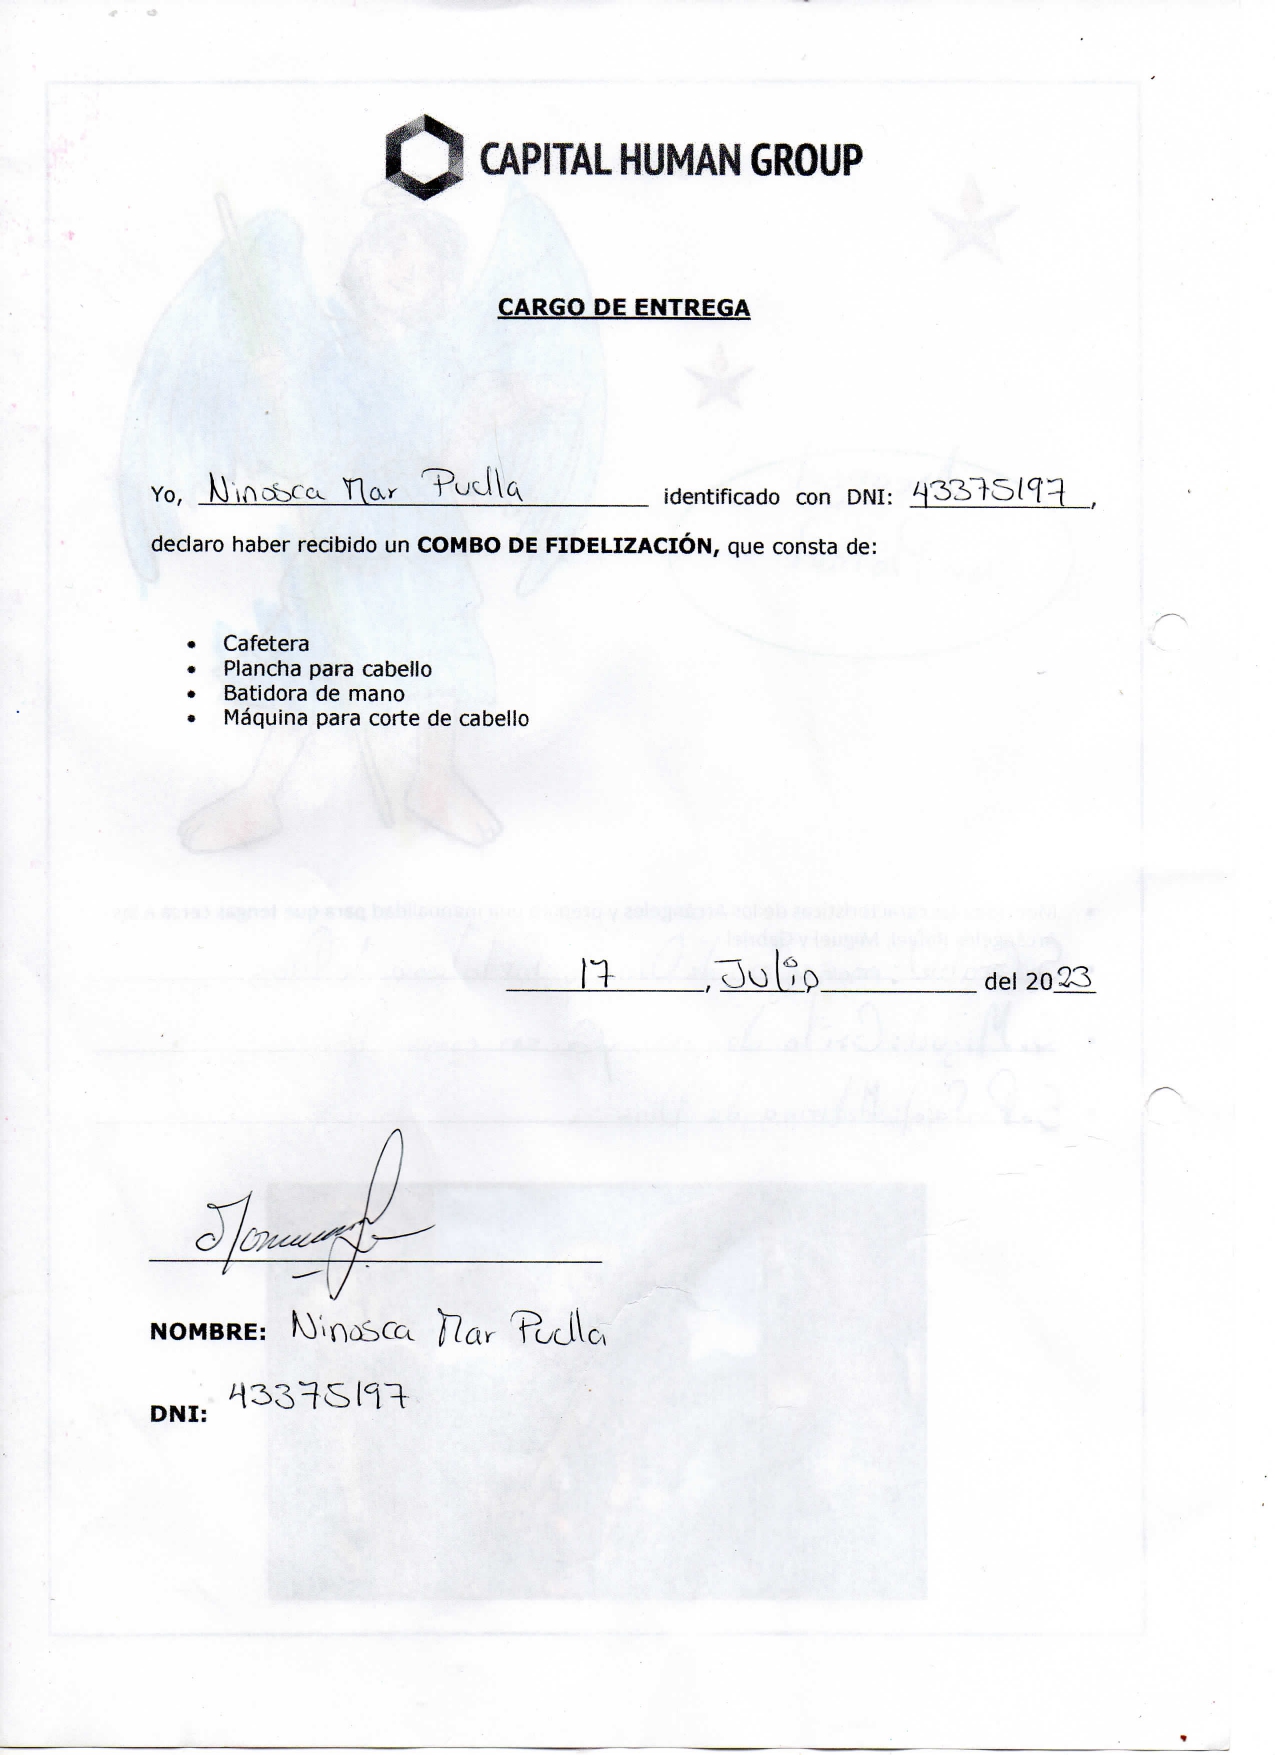 CAPITAL HUMAN GROUP
CARGO DE ENTREGA
Yo, Ninosca Mar Puclla identificado con DNI: 43375197,
declaro haber recibido un COMBO DE FIDELIZACIÓN, que consta de:
• Cafetera
• Plancha para cabello
• Batidora de mano
• Máquina para corte de cabello
17, Julio del 2023
NOMBRE: Ninosca Mar Puclla
DNI: 43375197